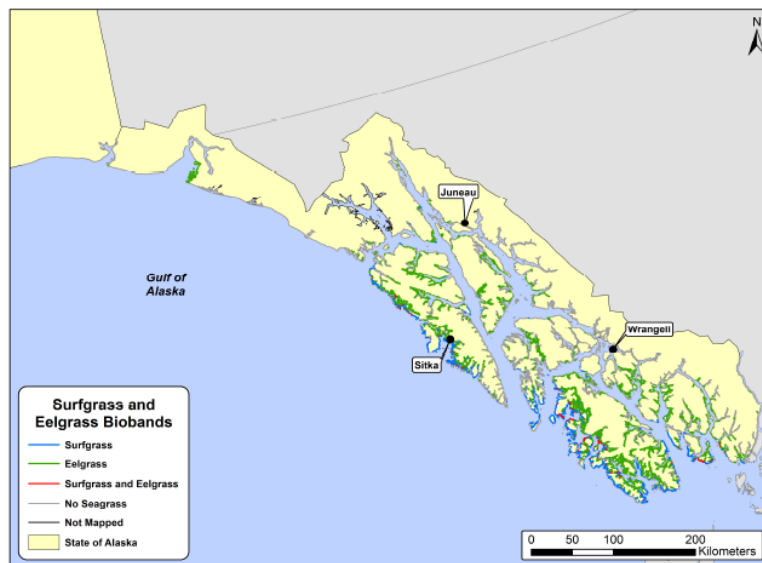 N
Juneau
Gulf of
Alaska
Wrangell
Sitka
Surfgrass and
Eelgrass Biobands
Surfgrass
Eelgrass
Surfgrass and Eelgrass
No Seagrass
Not Mapped
State of Alaska
0 50 100 200
Kilometers